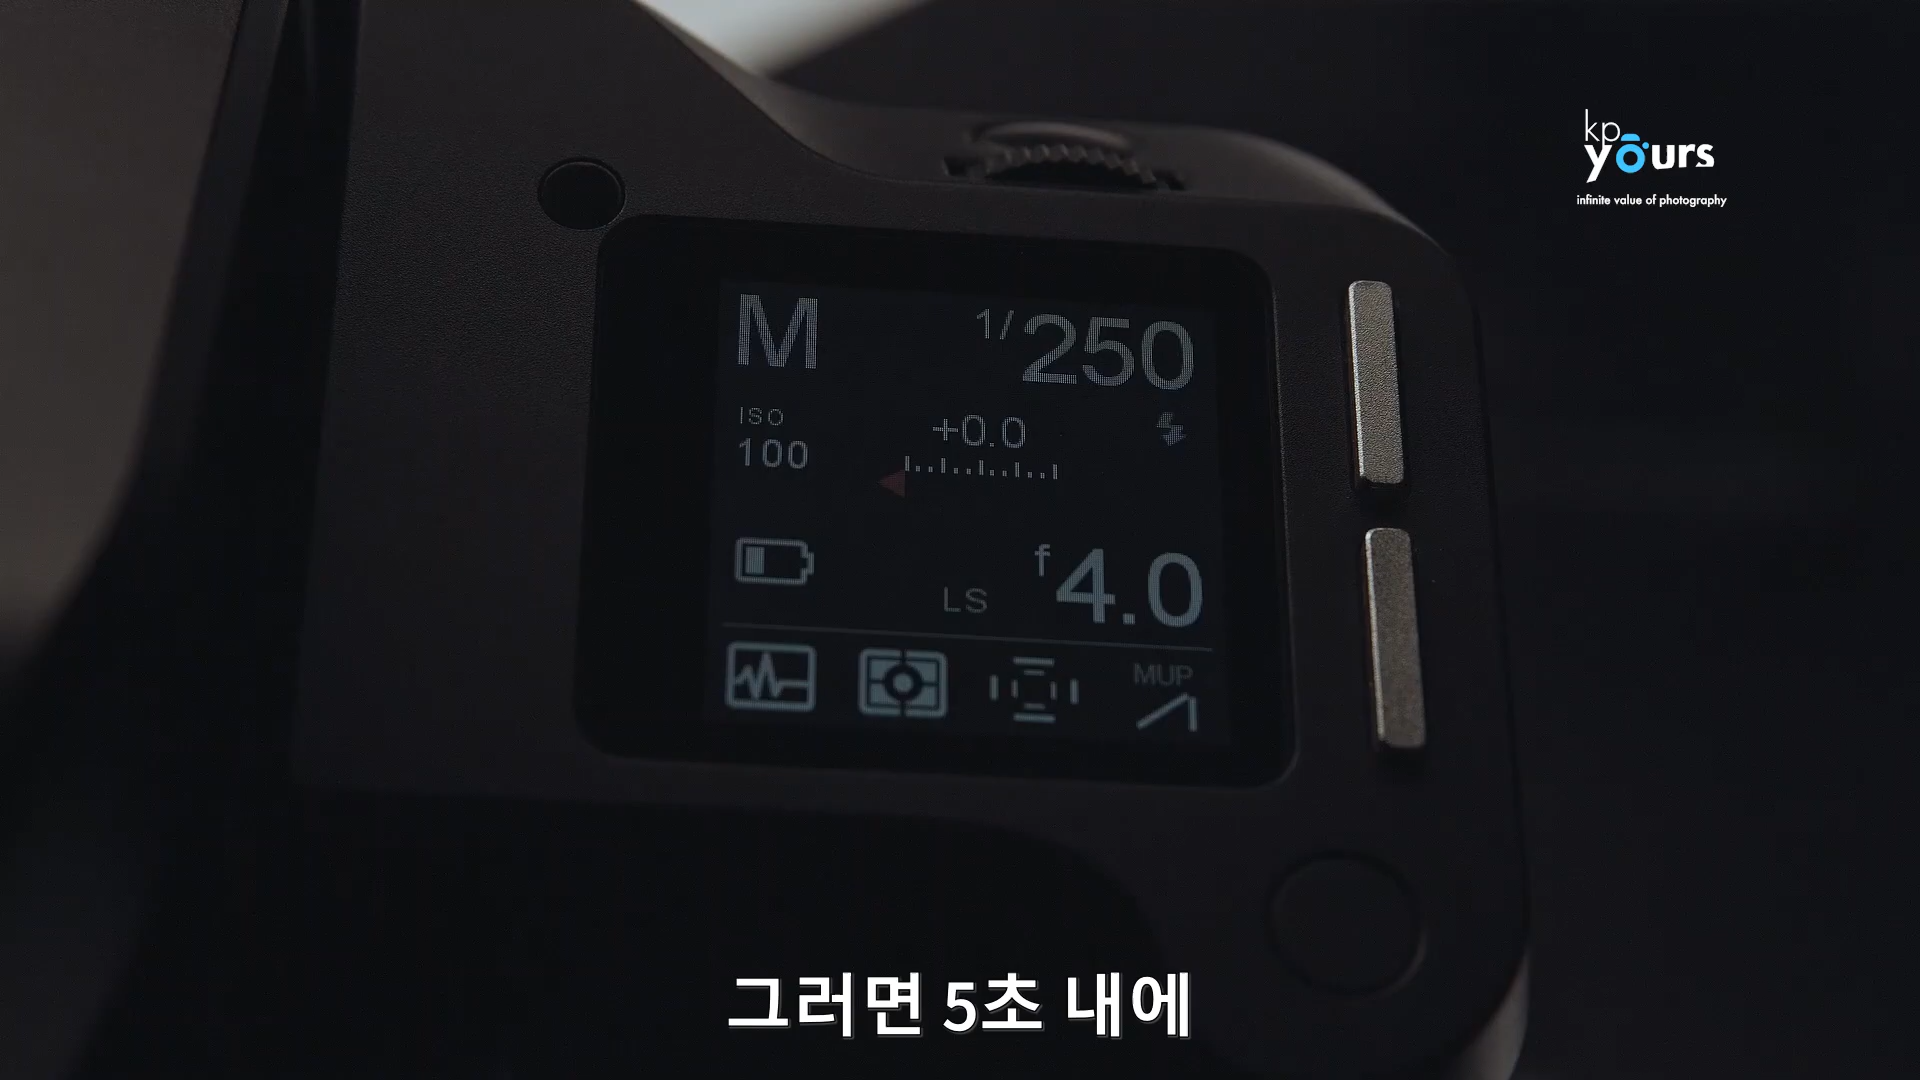 kp
yours
infinite value of photography
M
1/250
ISO
100
+0.0
f4.0
LS
MUP
그러면 5초 내에